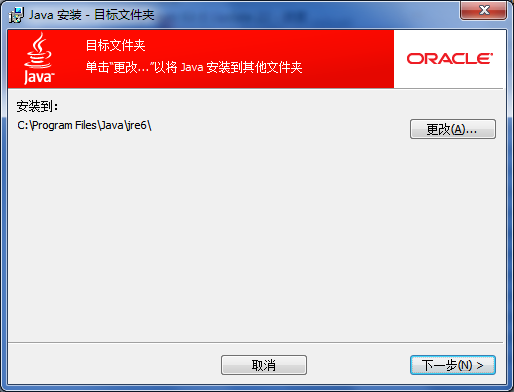 Java 安装 - 目标文件夹
目标文件夹
单击“更改...”以将 Java 安装到其他文件夹
Java™
ORACLE®
安装到：
C:\Program Files\Java\jre6\
更改(A)...
取消
下一步(N) >